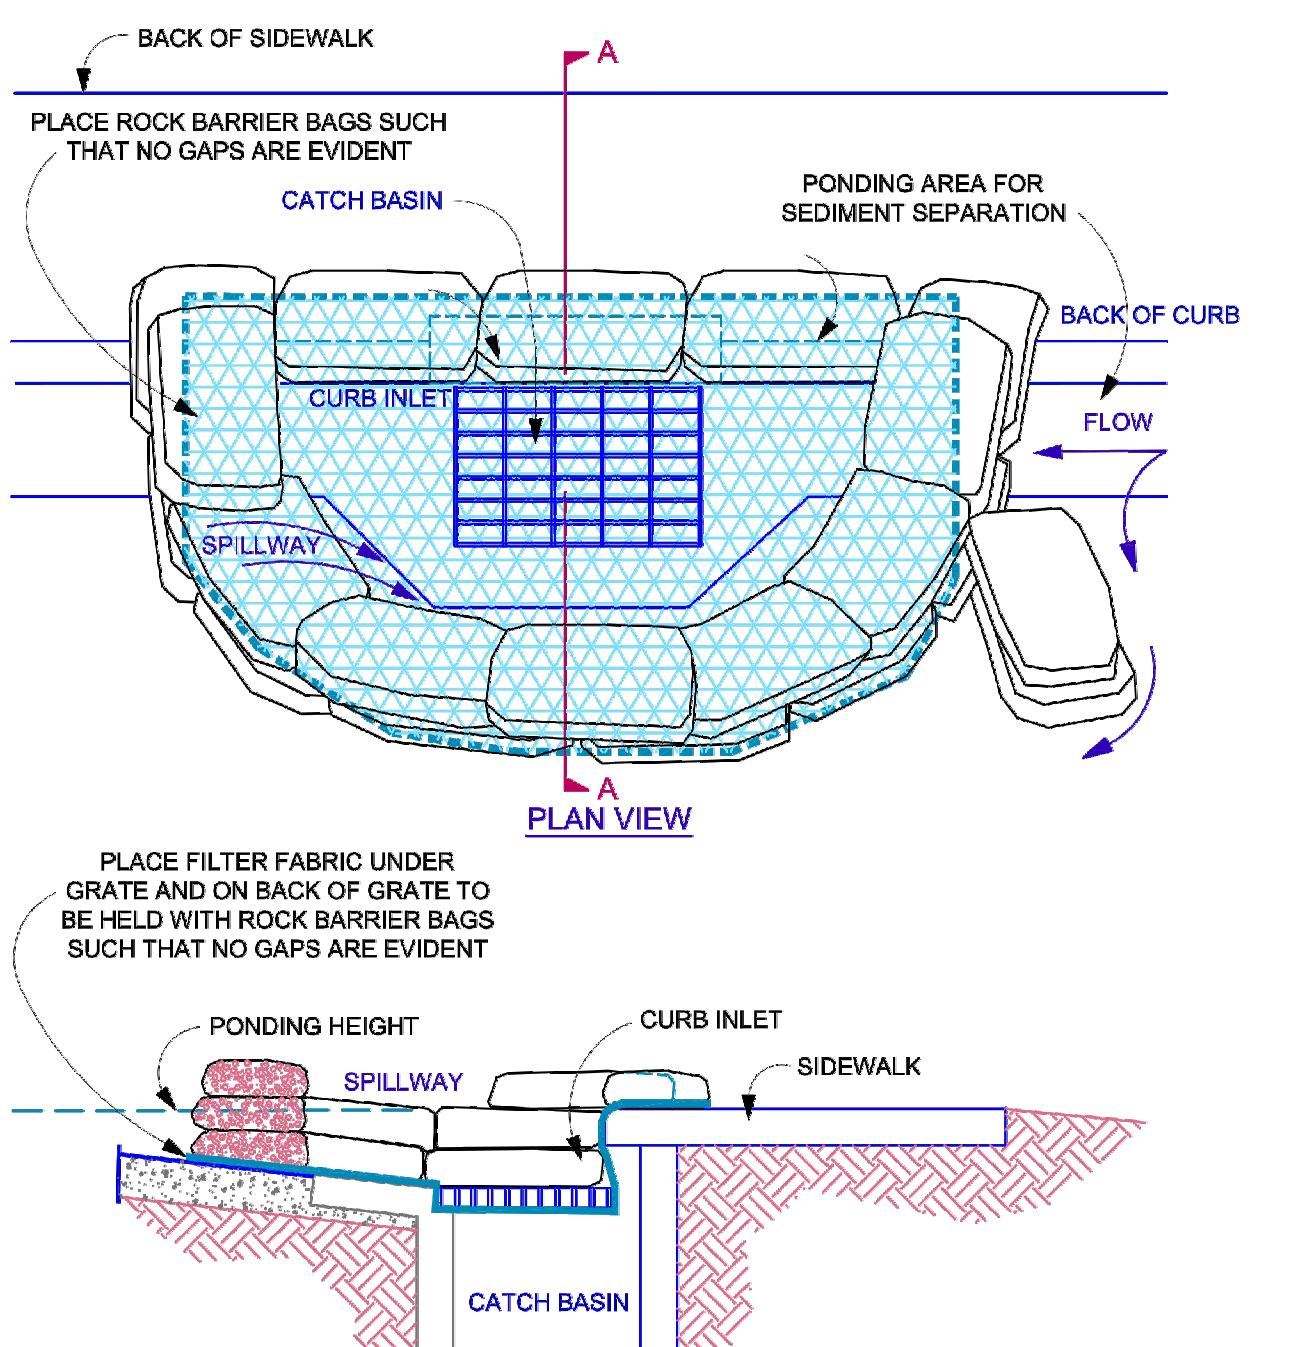 BACK OF SIDEWALK
A
PLACE ROCK BARRIER BAGS SUCH
THAT NO GAPS ARE EVIDENT
CATCH BASIN
PONDING AREA FOR
SEDIMENT SEPARATION
BACK OF CURB
CURB INLET
FLOW
SPILLWAY
A
PLAN VIEW
PLACE FILTER FABRIC UNDER
GRATE AND ON BACK OF GRATE TO
BE HELD WITH ROCK BARRIER BAGS
SUCH THAT NO GAPS ARE EVIDENT
PONDING HEIGHT
CURB INLET
SIDEWALK
SPILLWAY
CATCH BASIN